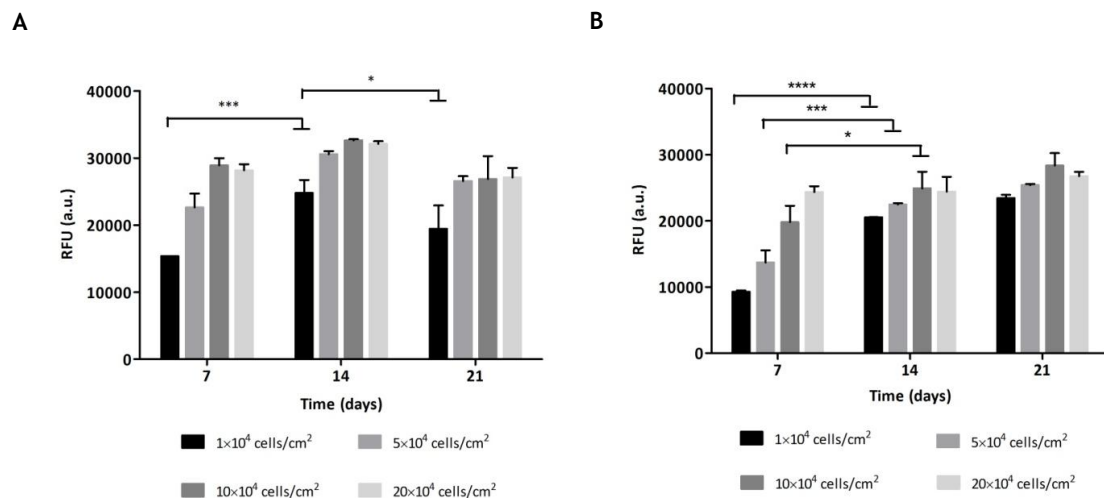 A
*
***
40000
30000
20000
10000
0
RFU (a.u.)
7
14
21
Time (days)
1×10⁴ cells/cm²
5×10⁴ cells/cm²
10×10⁴ cells/cm²
20×10⁴ cells/cm²
B
****
***
*
40000
30000
20000
10000
0
RFU (a.u.)
7
14
21
Time (days)
1×10⁴ cells/cm²
5×10⁴ cells/cm²
10×10⁴ cells/cm²
20×10⁴ cells/cm²